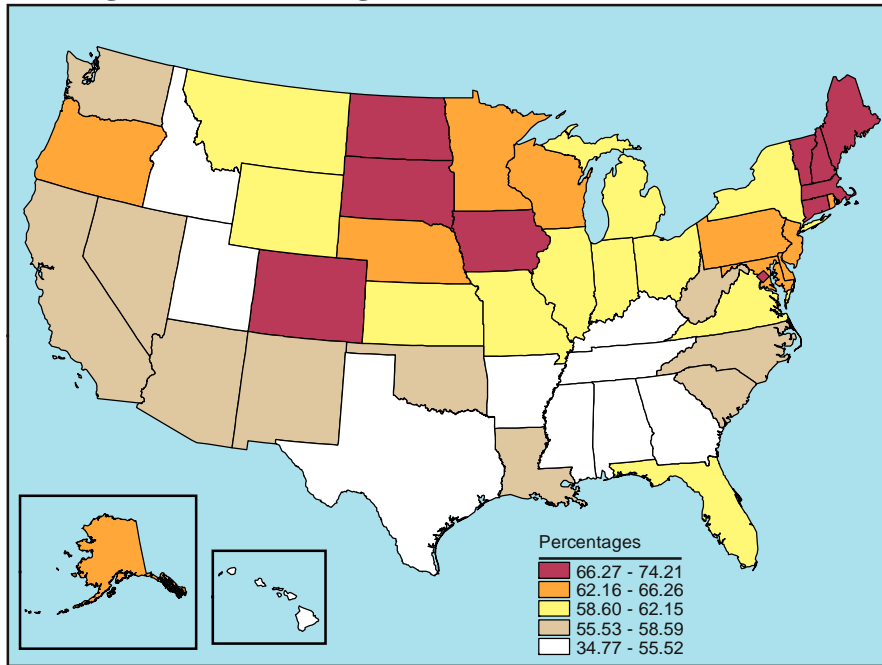 Percentages
66.27 - 74.21
62.16 - 66.26
58.60 - 62.15
55.53 - 58.59
34.77 - 55.52